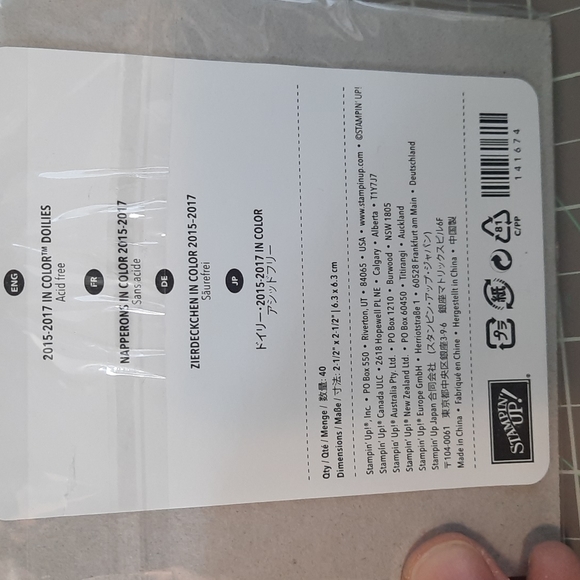 ENG
2015-2017 IN COLOR™ DOILIES
Acid free
FR
NAPPERONS IN COLOR 2015-2017
Sans acide
DE
ZIERDECKCHEN IN COLOR 2015-2017
Säurefrei
JP
ドイリー：2015-2017 IN COLOR
アシッドフリー
Qty / Qté / Menge / 数量: 40
Dimensions / Maße / 寸法: 2-1/2" x 2-1/2" | 6.3 x 6.3 cm
Stampin' Up!®, Inc. • PO Box 550 • Riverton, UT • 84065 • USA • www.stampinup.com • ©STAMPIN' UP!
Stampin' Up!® Canada ULC • 2618 Hopewell Pl. NE • Calgary • Alberta • T1Y7J7
Stampin' Up!® Australia Pty. Ltd. • PO Box 1210 • Burwood • NSW 1805
Stampin' Up!® New Zealand Ltd. • PO Box 60450 • Titirangi • Auckland
Stampin' Up!® Europe GmbH • Herriotstraße 1 • 60528 Frankfurt am Main • Deutschland
Stampin' Up Japan 合同会社 (スタンピン・アップ・ジャパン)
〒104-0061 東京都中央区銀座3-9-6 銀座マトリックスビル6F
Made in China • Fabriqué en Chine • Hergestellt in China • 中国製
STAMPIN' UP!®
プラ
紙
81
C/PP
141674